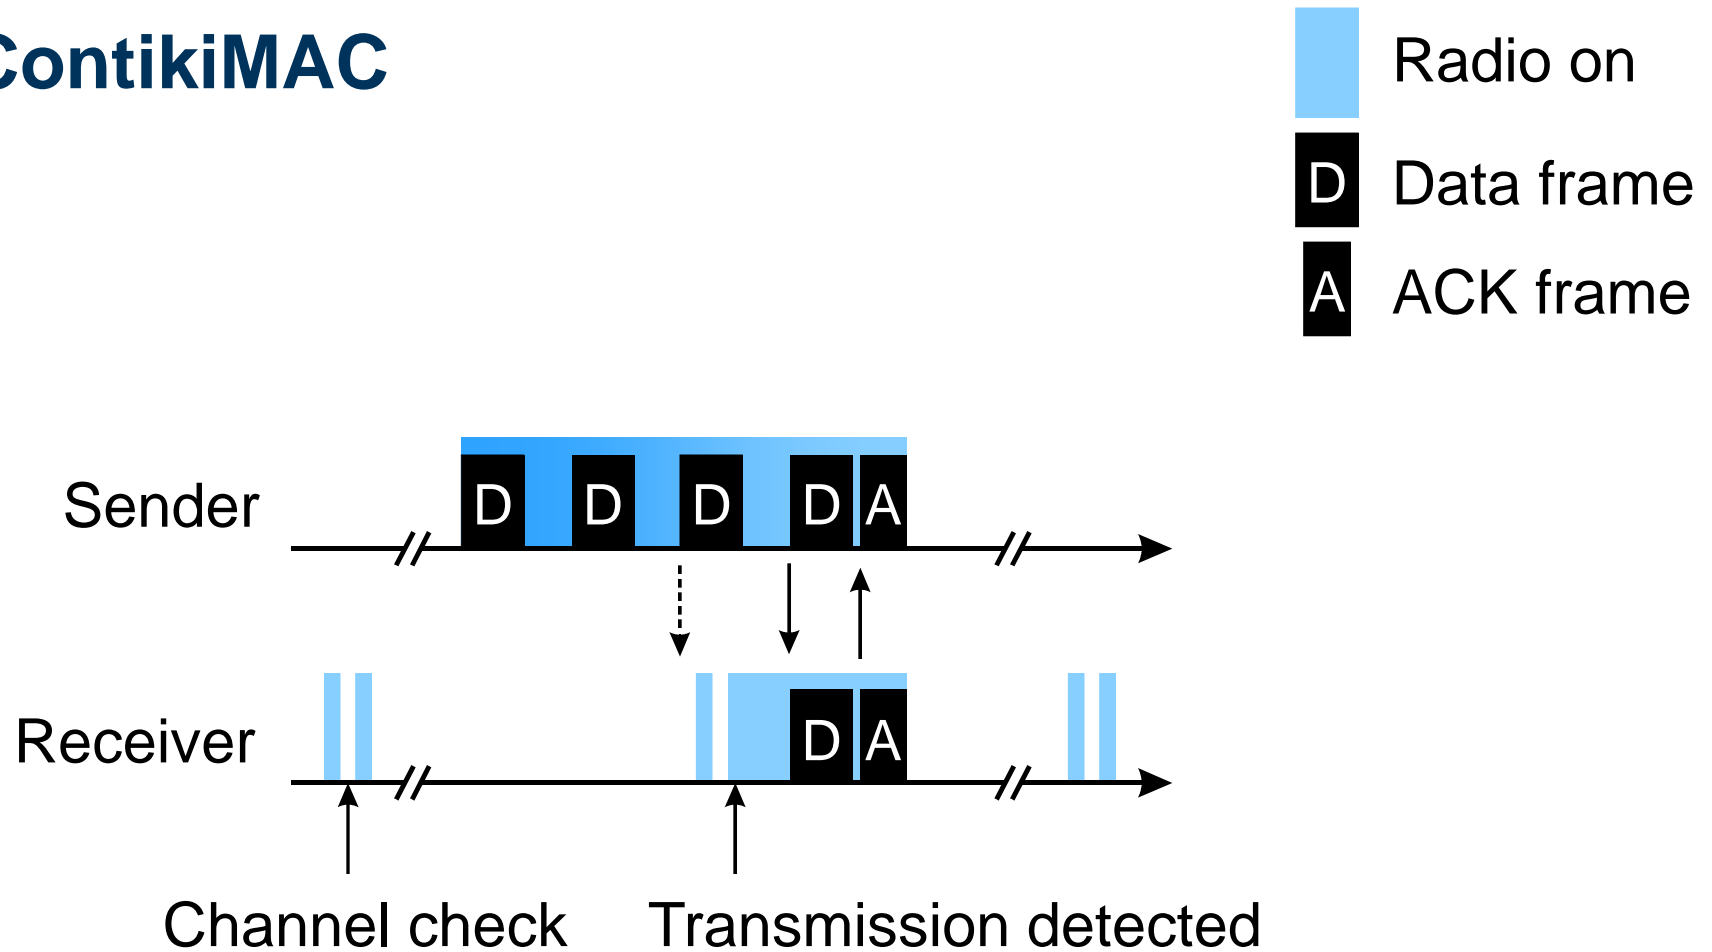 ContikiMAC
Radio on
D Data frame
A ACK frame
Sender D D D D A
Receiver D A
Channel check Transmission detected